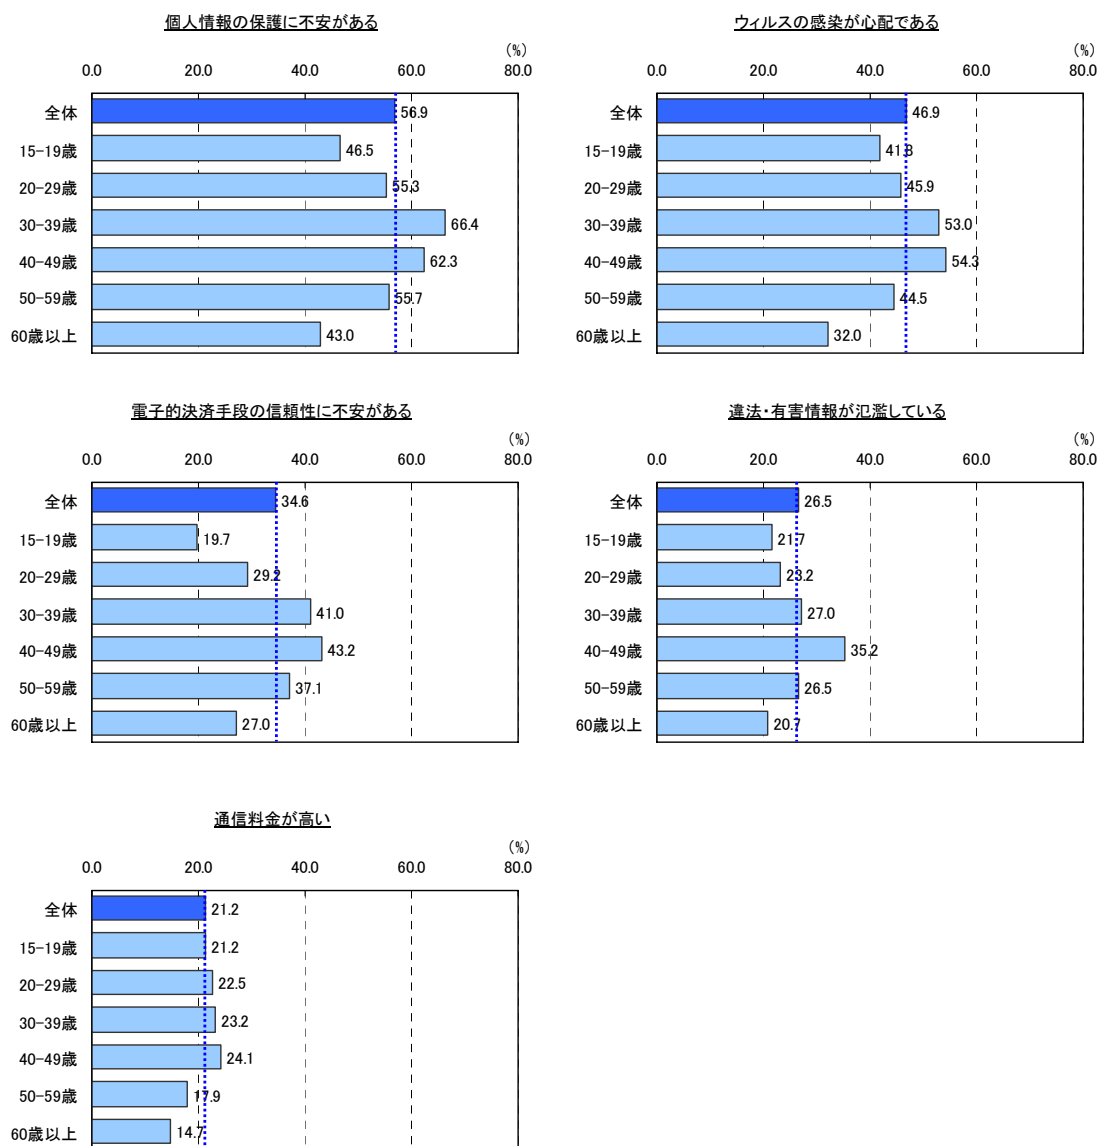 個人情報の保護に不安がある
(%)
0.0 20.0 40.0 60.0 80.0
全体 56.9
15-19歳 46.5
20-29歳 55.3
30-39歳 66.4
40-49歳 62.3
50-59歳 55.7
60歳以上 43.0
ウィルスの感染が心配である
(%)
0.0 20.0 40.0 60.0 80.0
全体 46.9
15-19歳 41.8
20-29歳 45.9
30-39歳 53.0
40-49歳 54.3
50-59歳 44.5
60歳以上 32.0
電子的決済手段の信頼性に不安がある
(%)
0.0 20.0 40.0 60.0 80.0
全体 34.6
15-19歳 19.7
20-29歳 29.2
30-39歳 41.0
40-49歳 43.2
50-59歳 37.1
60歳以上 27.0
違法・有害情報が氾濫している
(%)
0.0 20.0 40.0 60.0 80.0
全体 26.5
15-19歳 21.7
20-29歳 23.2
30-39歳 27.0
40-49歳 35.2
50-59歳 26.5
60歳以上 20.7
通信料金が高い
(%)
0.0 20.0 40.0 60.0 80.0
全体 21.2
15-19歳 21.2
20-29歳 22.5
30-39歳 23.2
40-49歳 24.1
50-59歳 17.9
60歳以上 14.7